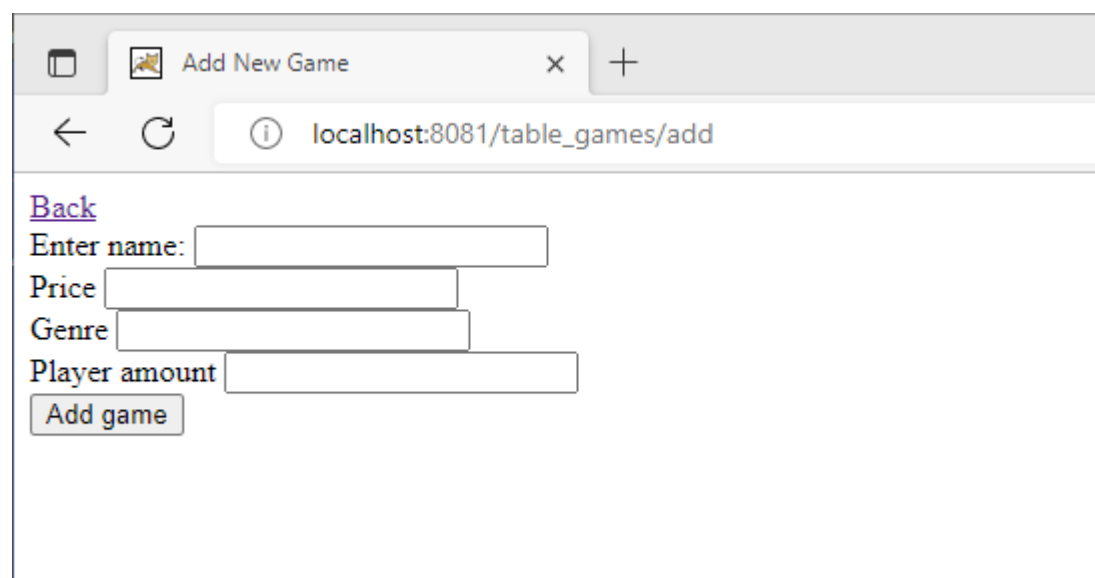 Add New Game
localhost:8081/table_games/add
Back
Enter name:
Price
Genre
Player amount
Add game